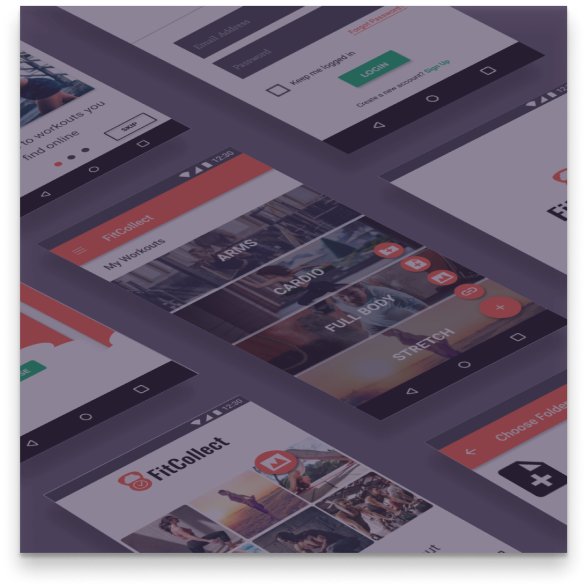 Email Address
Forgot Password?
Password
Keep me logged in
LOGIN
Create a new account? Sign Up
to workouts you
find online
SKIP
12:30
FitCollect
My Workouts
ARMS
CARDIO
FULL BODY
STRETCH
12:30
FitCollect
Choose Folder